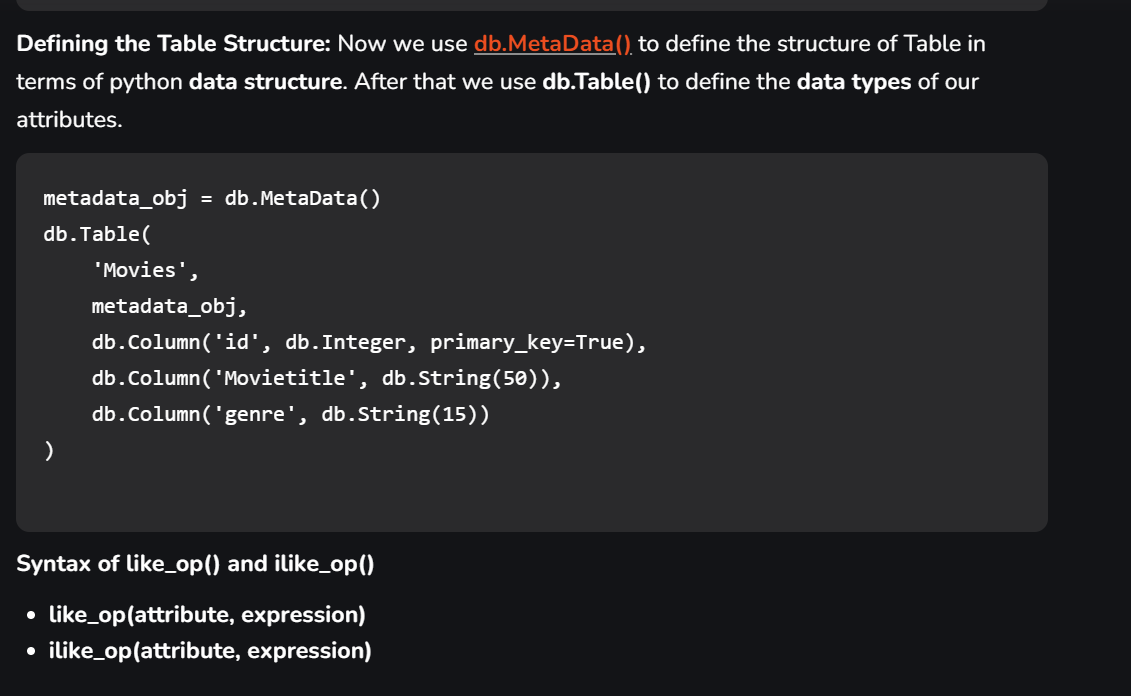 Defining the Table Structure: Now we use db.MetaData() to define the structure of Table in
terms of python data structure. After that we use db.Table() to define the data types of our
attributes.
metadata_obj = db.MetaData()
db.Table(
    'Movies',
    metadata_obj,
    db.Column('id', db.Integer, primary_key=True),
    db.Column('Movietitle', db.String(50)),
    db.Column('genre', db.String(15))
)
Syntax of like_op() and ilike_op()
• like_op(attribute, expression)
• ilike_op(attribute, expression)